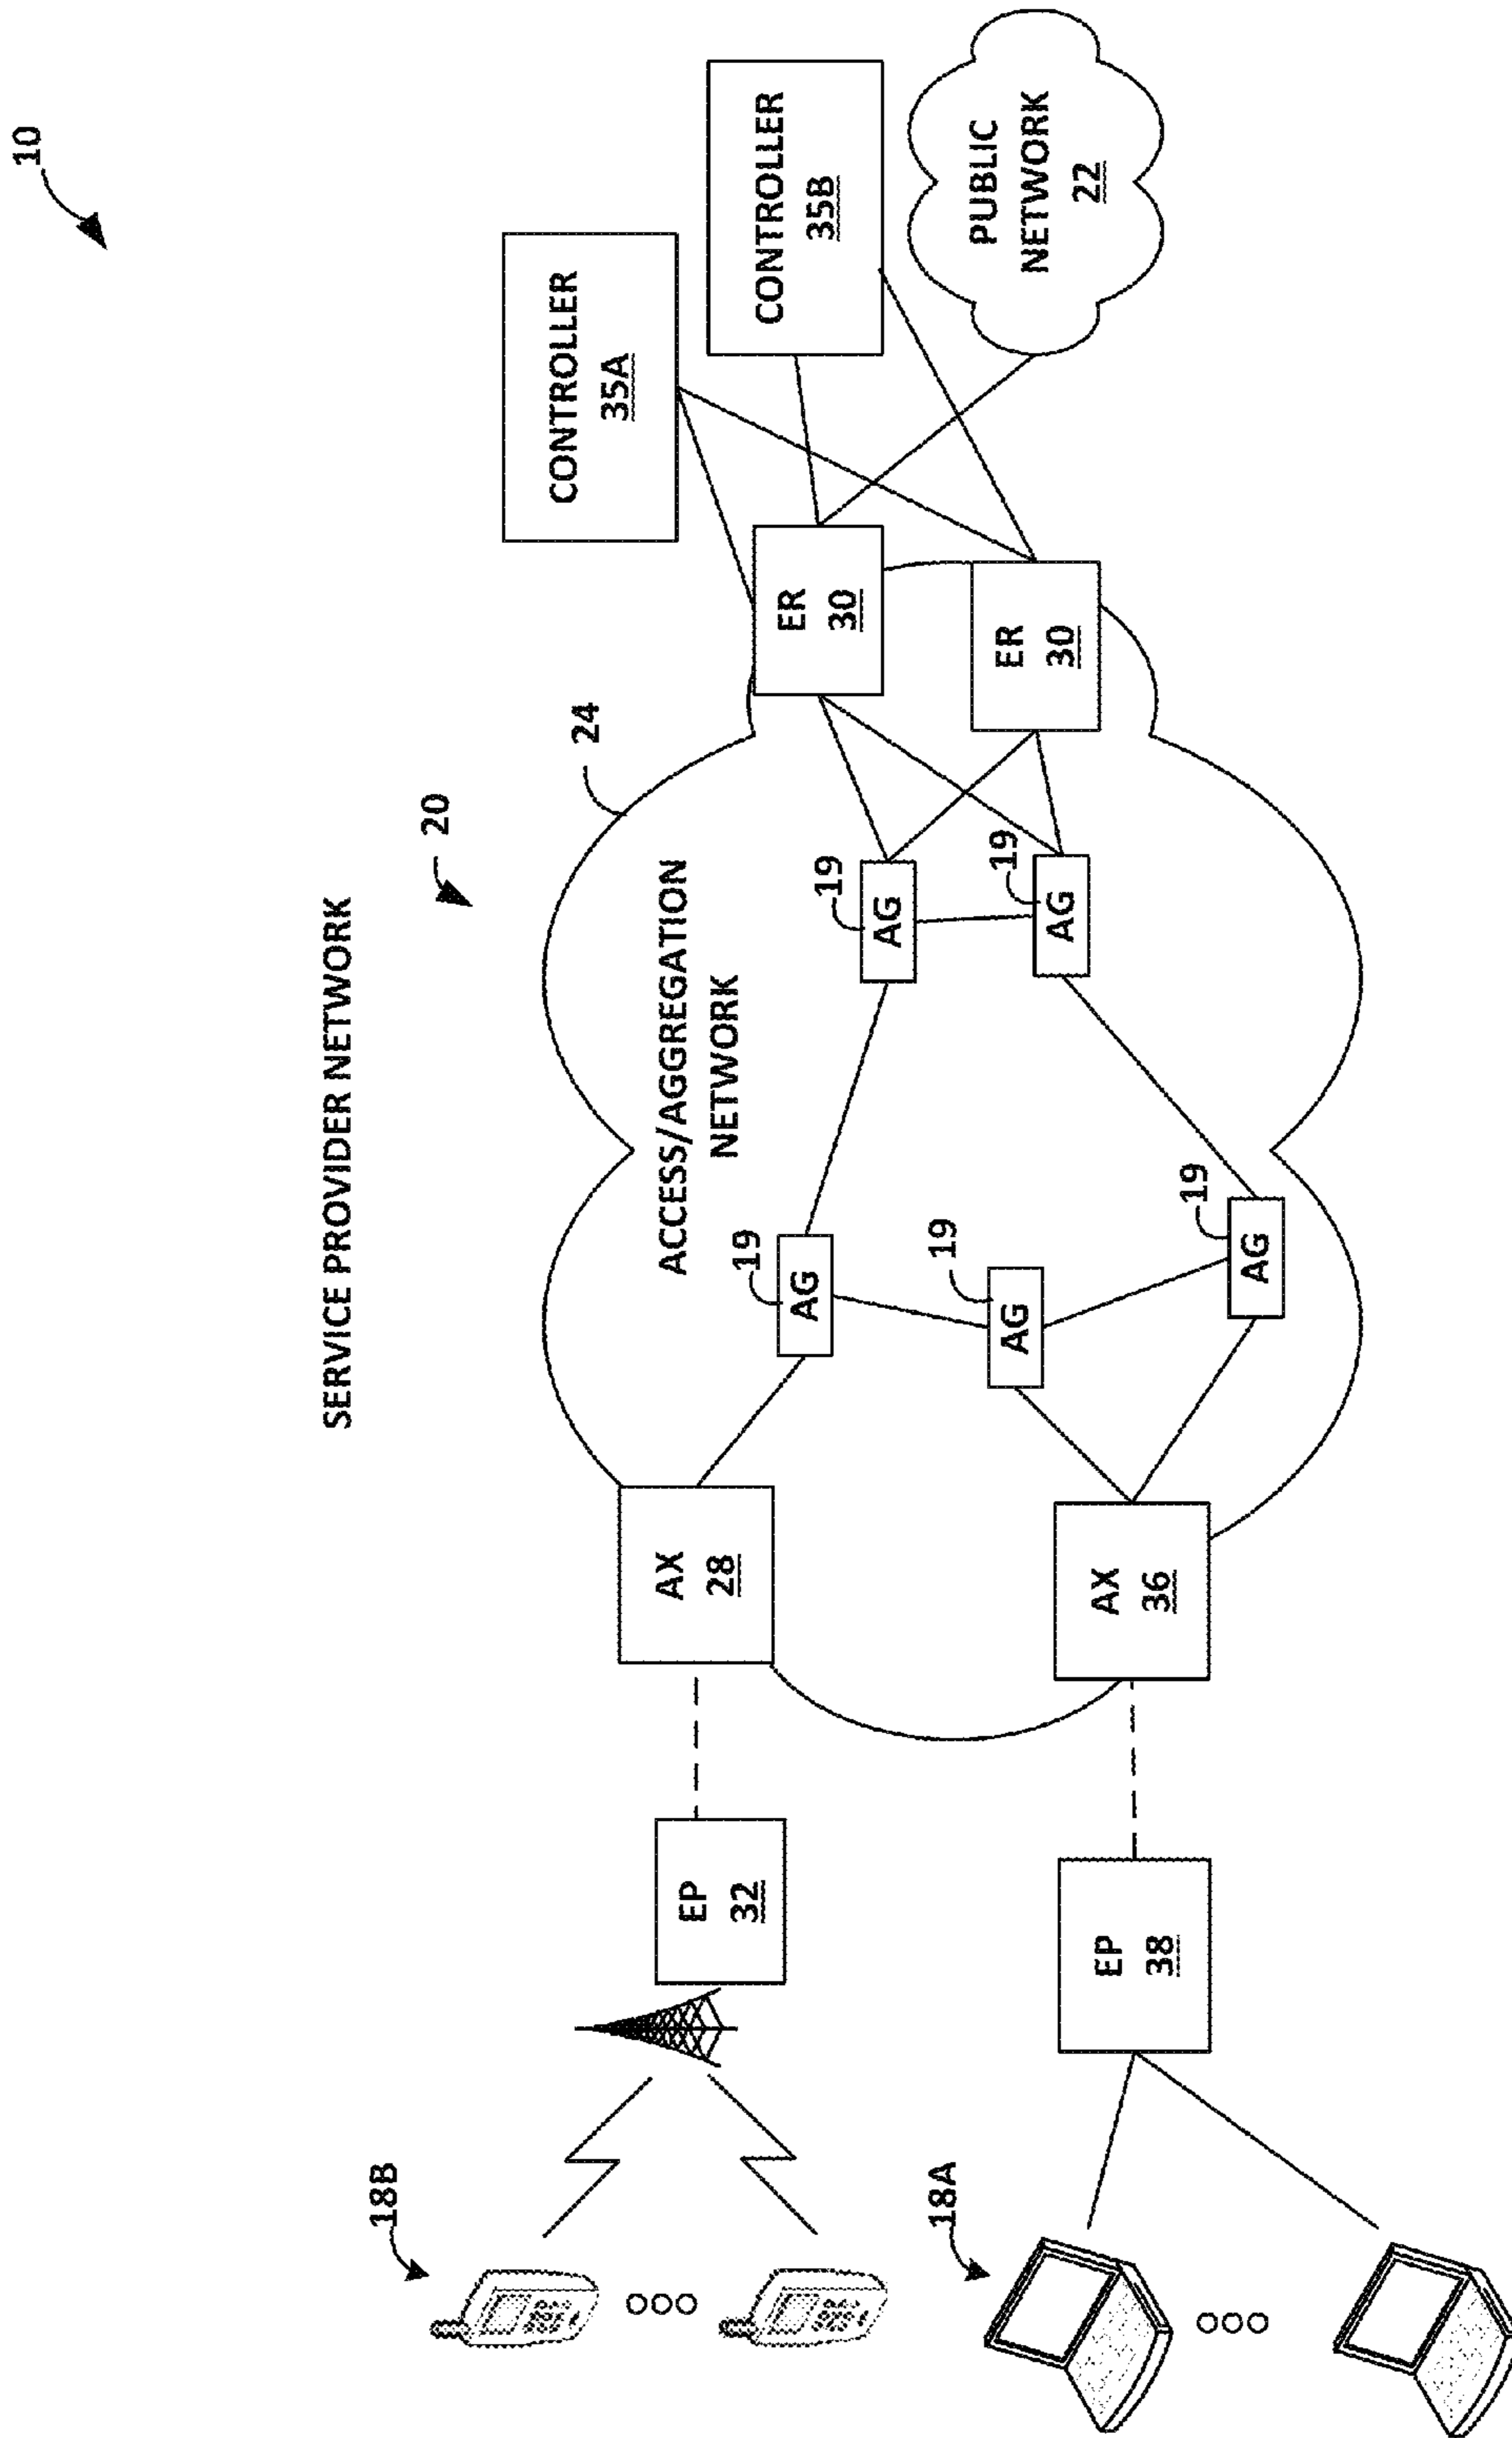 10
SERVICE PROVIDER NETWORK
20
24
ACCESS/AGGREGATION
NETWORK
CONTROLLER
35A
CONTROLLER
35B
PUBLIC
NETWORK
22
ER
30
ER
30
19
AG
19
AG
19
AG
19
AG
19
AG
AX
28
AX
36
EP
32
EP
38
18B
18A